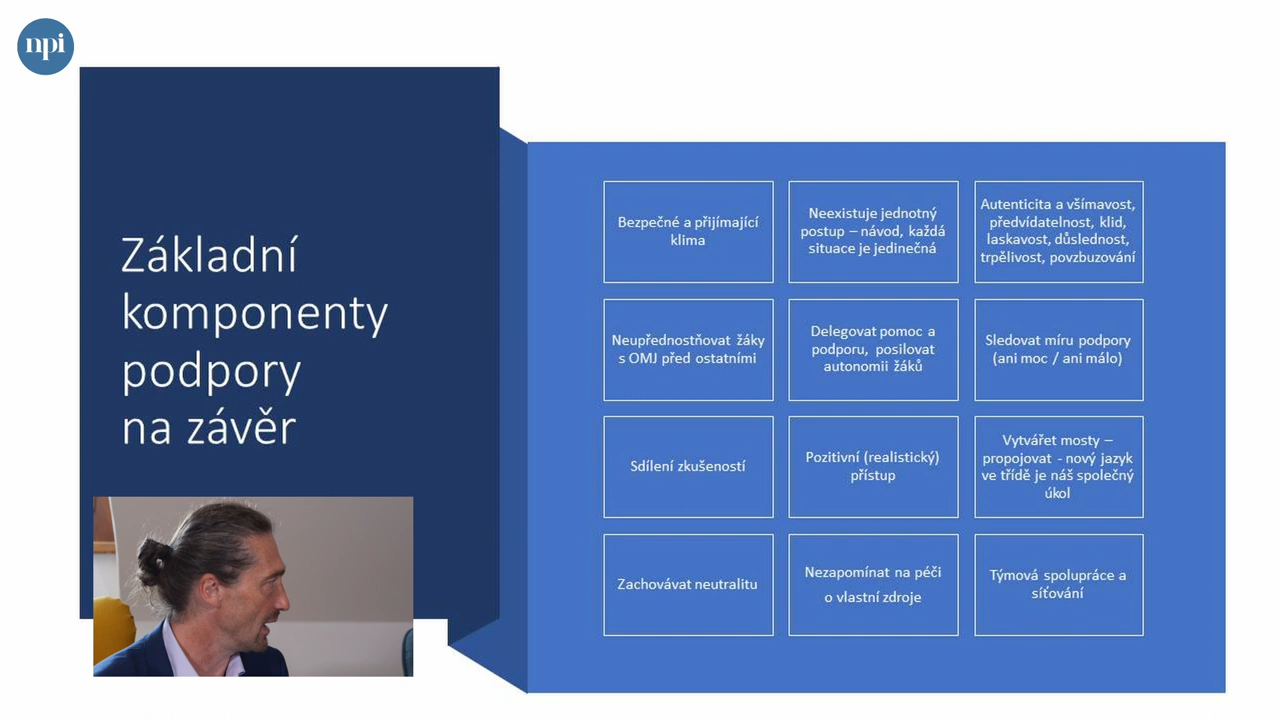 npi
Základní
komponenty
podpory
na závěr
Bezpečné a přijímající
klima
Neexistuje jednotný
postup – návod, každá
situace je jedinečná
Autenticita a všímavost,
předvídatelnost, klid,
laskavost, důslednost,
trpělivost, povzbuzování
Neupřednostňovat žáky
s OMJ před ostatními
Delegovat pomoc a
podporu, posilovat
autonomii žáků
Sledovat míru podpory
(ani moc / ani málo)
Sdílení zkušeností
Pozitivní (realistický)
přístup
Vytvářet mosty –
propojovat - nový jazyk
ve třídě je náš společný
úkol
Zachovávat neutralitu
Nezapomínat na péči
o vlastní zdroje
Týmová spolupráce a
síťování